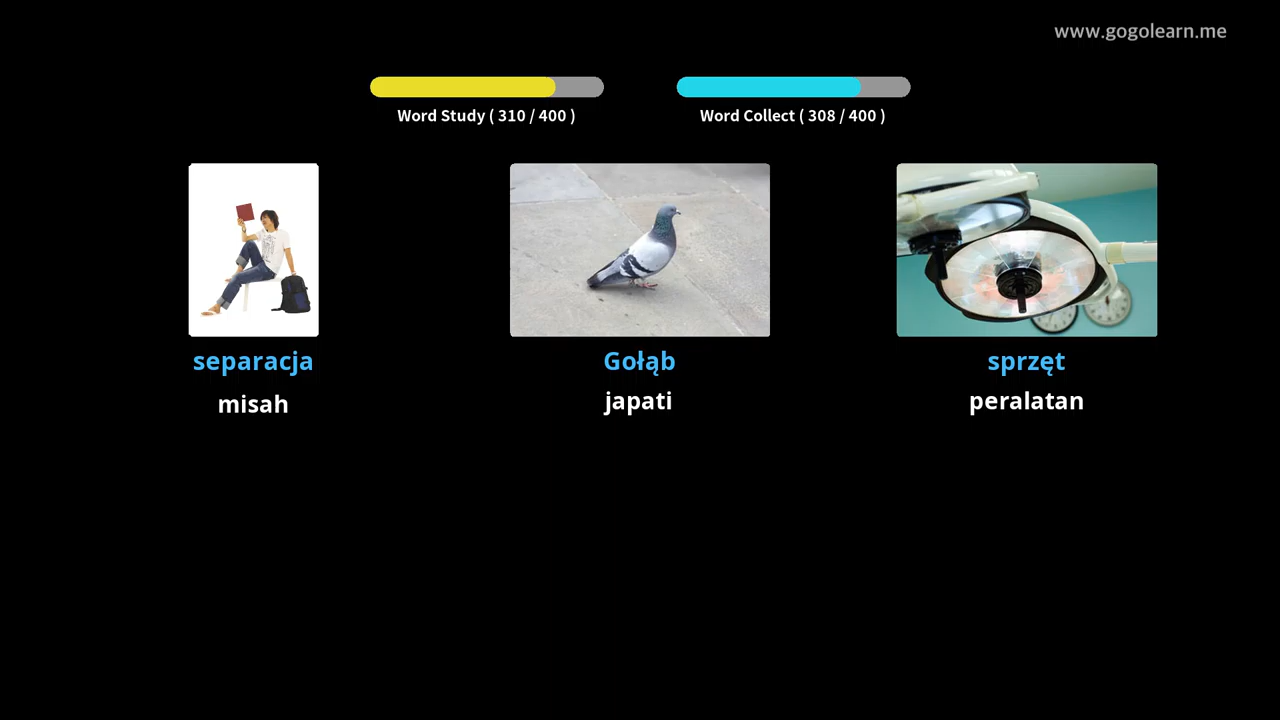 www.gogolearn.me
Word Study ( 310 / 400 )
Word Collect ( 308 / 400 )
separacja
misah
Gołąb
japati
sprzęt
peralatan